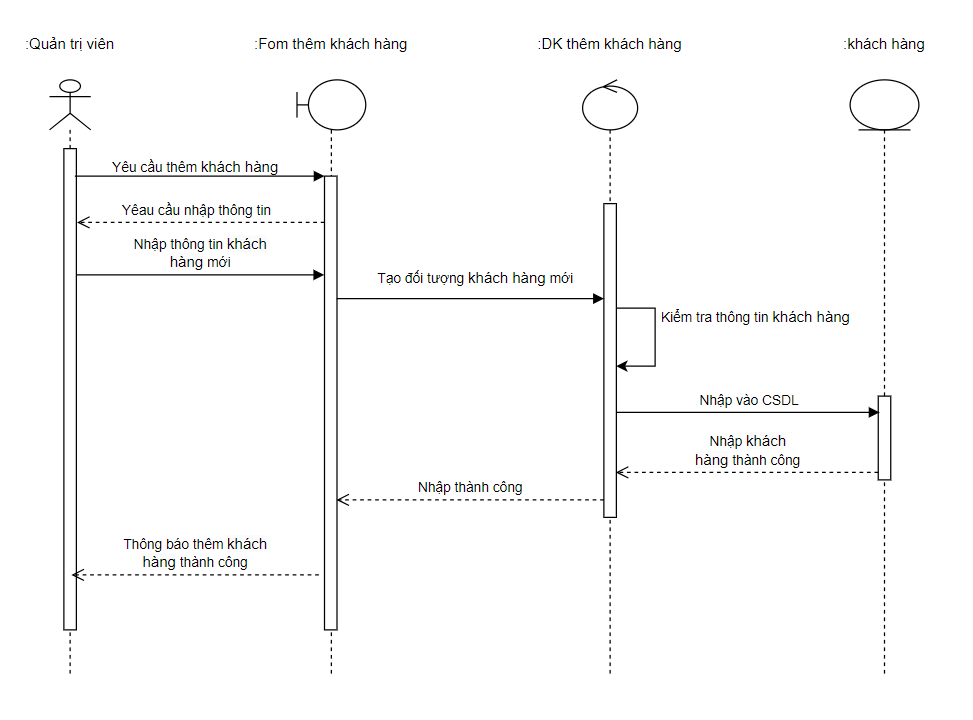 :Quản trị viên
:Fom thêm khách hàng
:DK thêm khách hàng
:khách hàng
Yêu cầu thêm khách hàng
Yêau cầu nhập thông tin
Nhập thông tin khách
hàng mới
Tạo đối tượng khách hàng mới
Kiểm tra thông tin khách hàng
Nhập vào CSDL
Nhập khách
hàng thành công
Nhập thành công
Thông báo thêm khách
hàng thành công